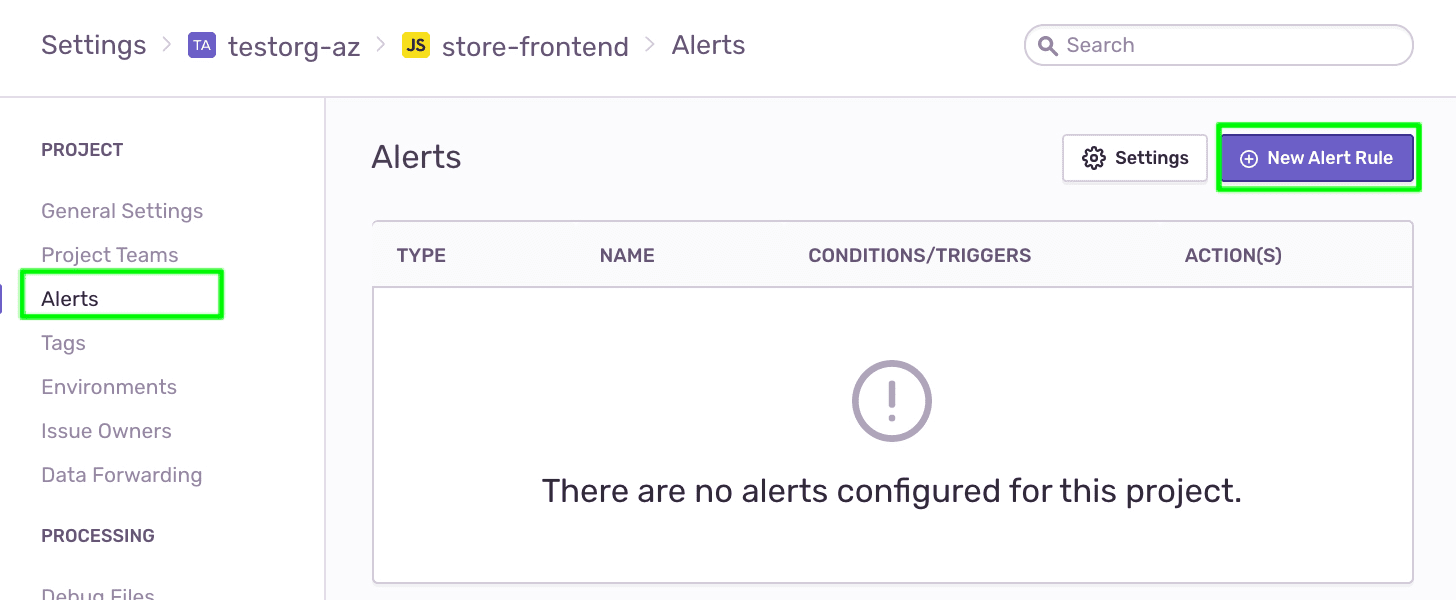 Settings > TA testorg-az > JS store-frontend > Alerts
Search
PROJECT
General Settings
Project Teams
Alerts
Tags
Environments
Issue Owners
Data Forwarding
PROCESSING
Debug Files
Alerts
Settings
New Alert Rule
TYPE NAME CONDITIONS/TRIGGERS ACTION(S)
There are no alerts configured for this project.